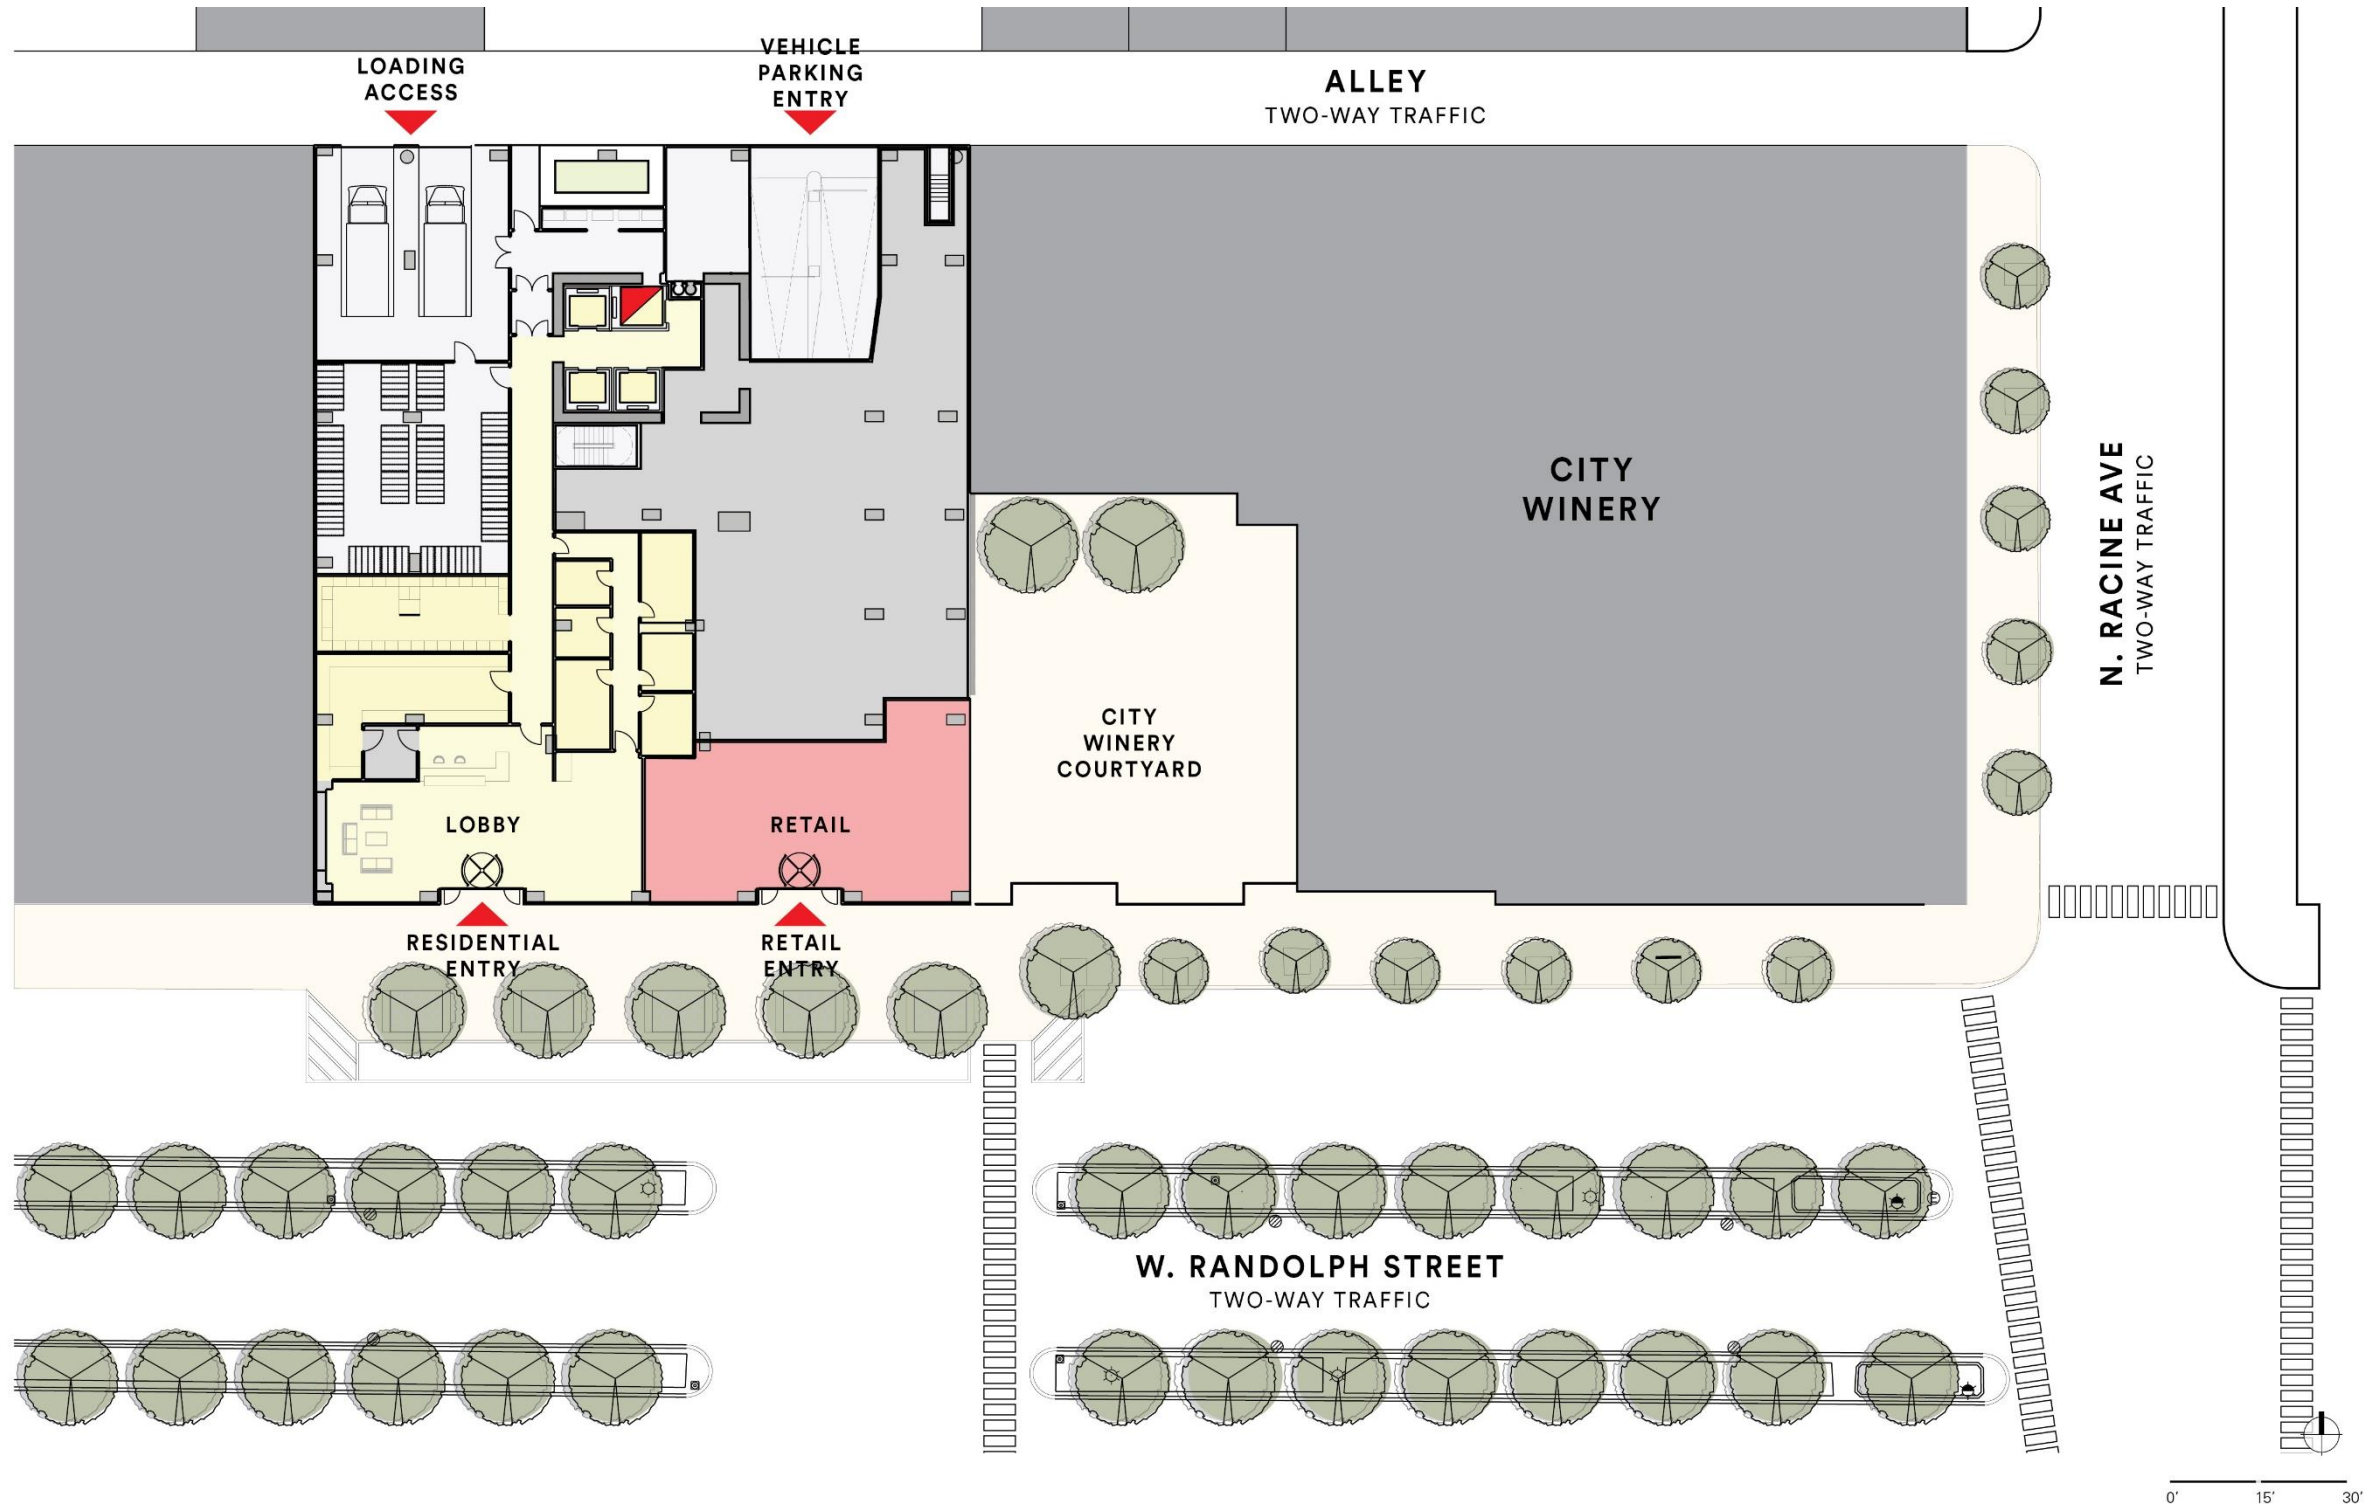 LOADING
ACCESS
VEHICLE
PARKING
ENTRY
ALLEY
TWO-WAY TRAFFIC
CITY
WINERY
N. RACINE AVE
TWO-WAY TRAFFIC
CITY
WINERY
COURTYARD
LOBBY
RETAIL
RESIDENTIAL
ENTRY
RETAIL
ENTRY
W. RANDOLPH STREET
TWO-WAY TRAFFIC
0' 15' 30'